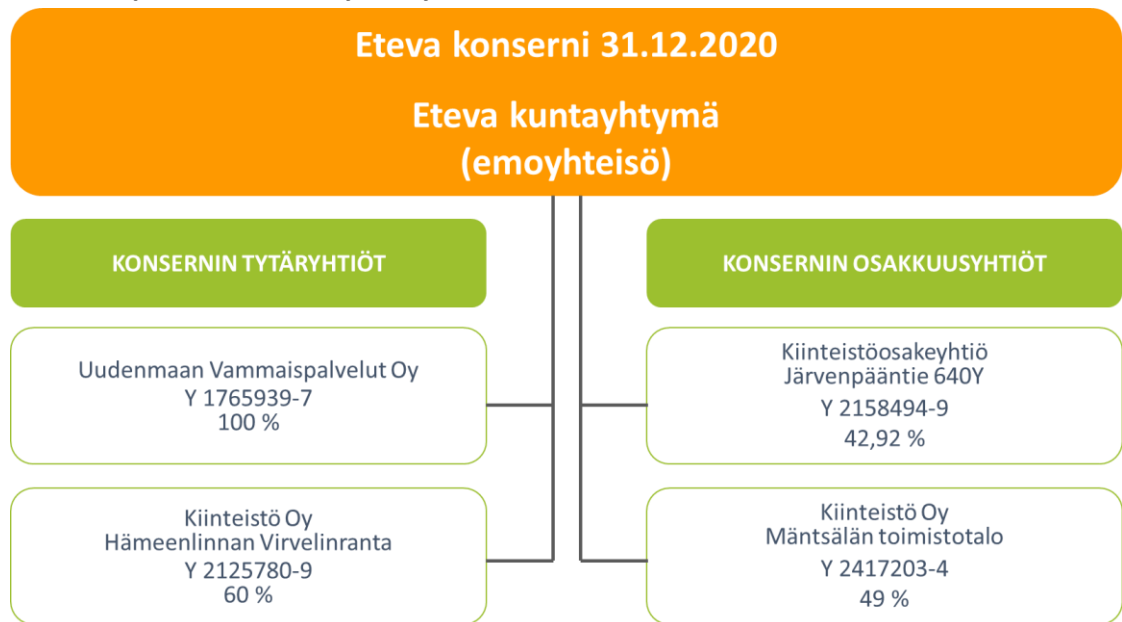 Eteva konserni 31.12.2020
Eteva kuntayhtymä
(emoyhteisö)
KONSERNIN TYTÄRYHTIÖT
Uudenmaan Vammaispalvelut Oy
Y 1765939-7
100 %
Kiinteistö Oy
Hämeenlinnan Virvelinranta
Y 2125780-9
60 %
KONSERNIN OSAKKUUSYHTIÖT
Kiinteistöosakeyhtiö
Järvenpääntie 640Y
Y 2158494-9
42,92 %
Kiinteistö Oy
Mäntsälän toimistotalo
Y 2417203-4
49 %